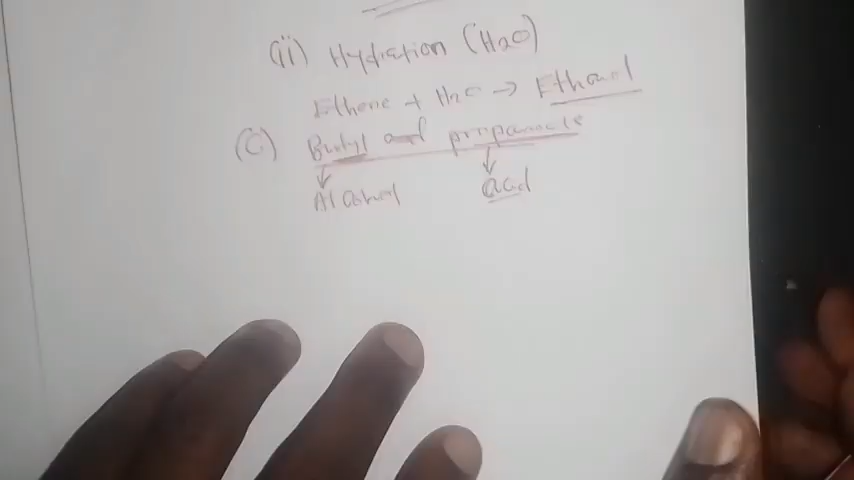 (ii) Hydration (H2O)
Ethene + H2O → Ethanol
(C) Butyl and propanoate
Alcohol acid